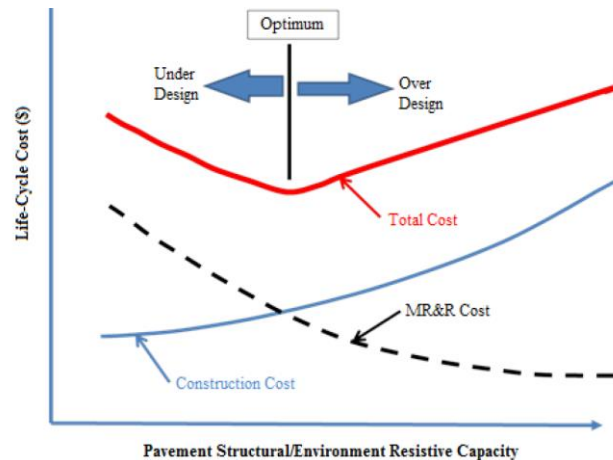 Optimum
Under
Design
Over
Design
Life-Cycle Cost ($)
Total Cost
MR&R Cost
Construction Cost
Pavement Structural/Environment Resistive Capacity